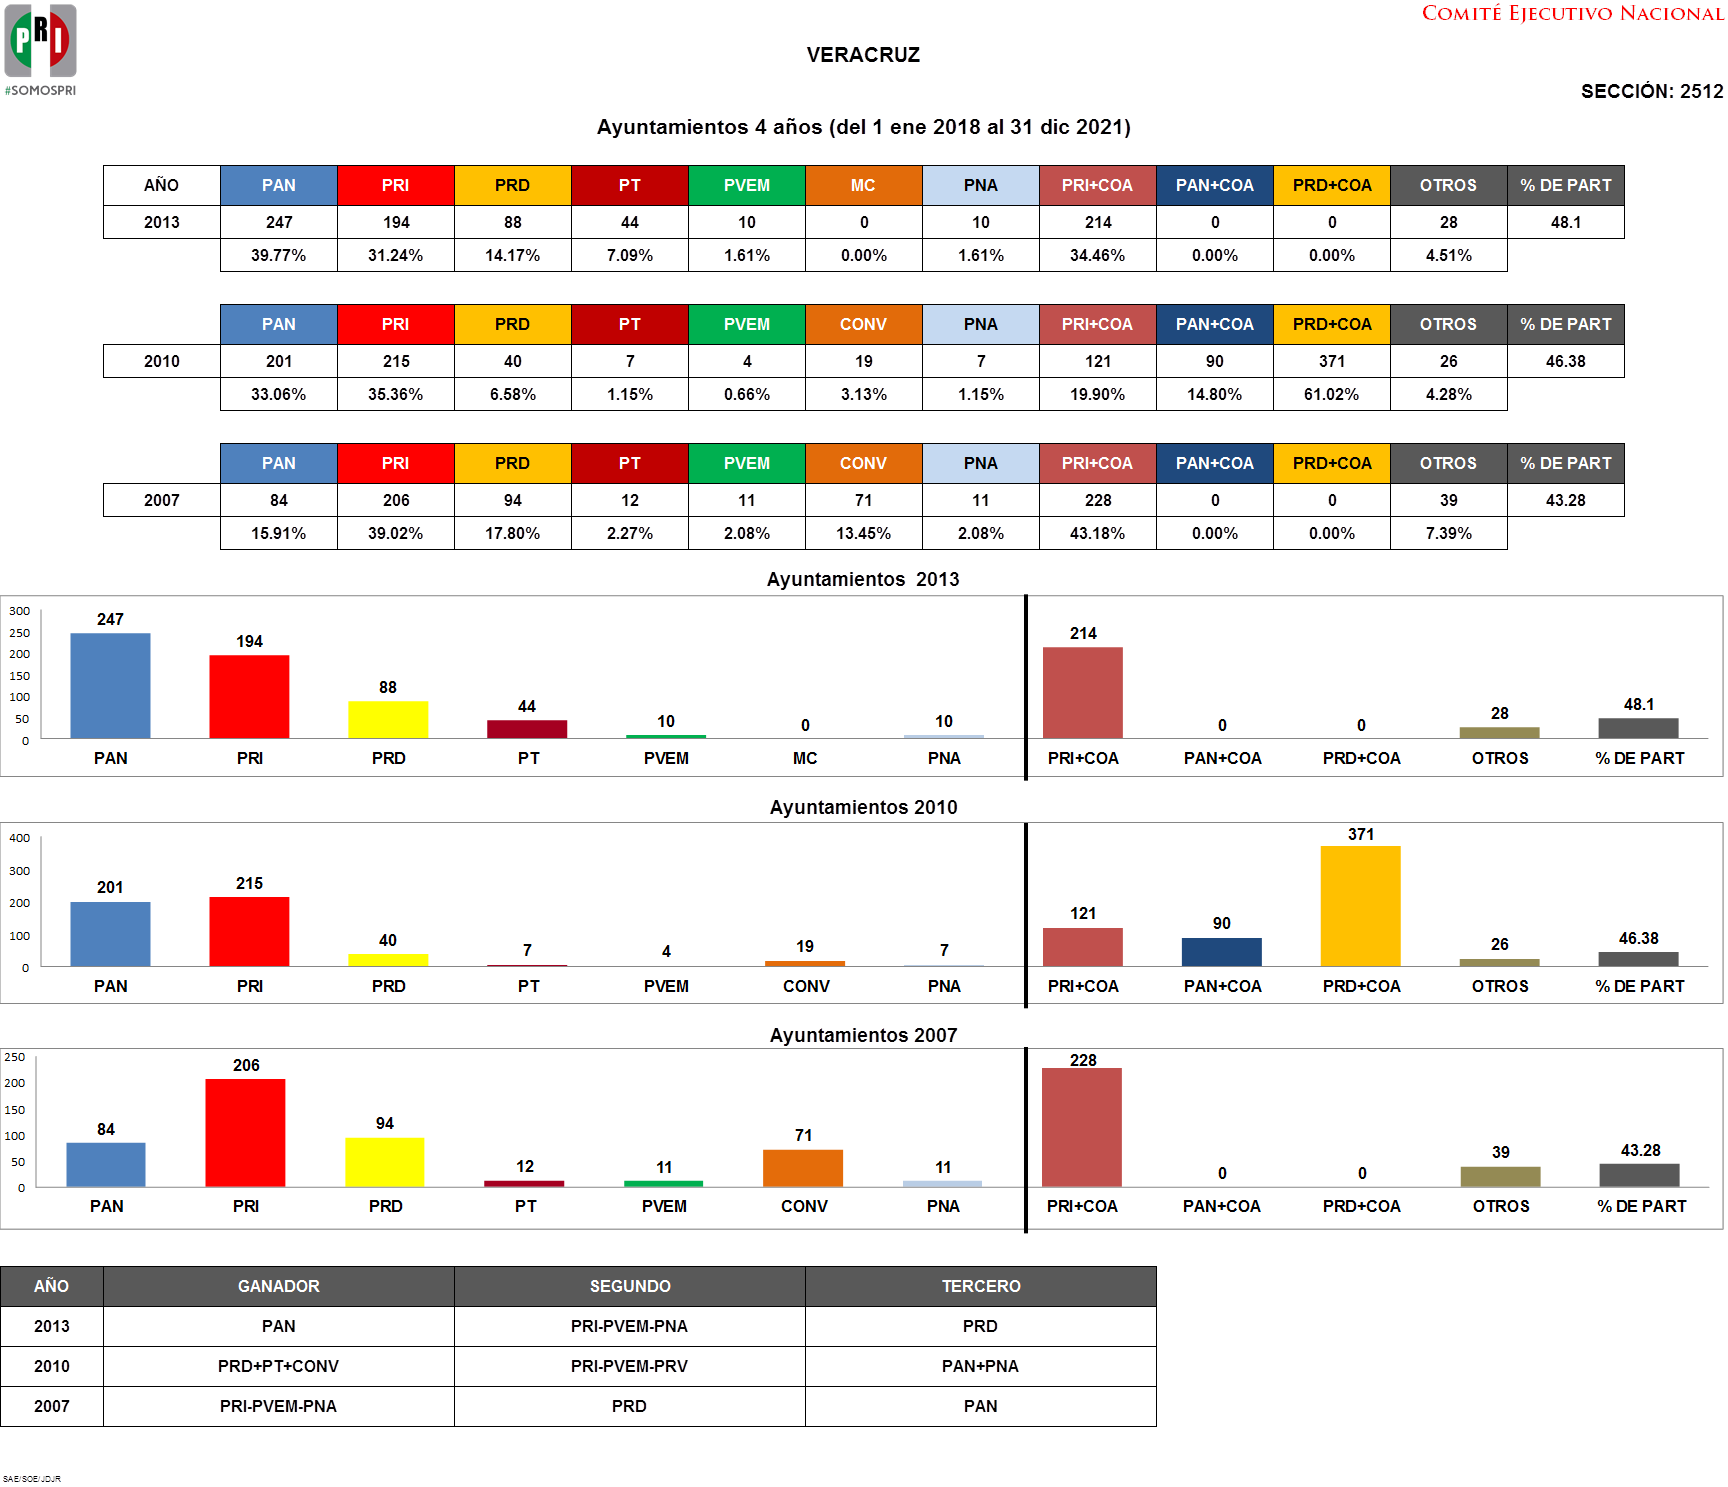 PRI
#SOMOSPRI
COMITÉ EJECUTIVO NACIONAL
VERACRUZ
SECCIÓN: 2512
Ayuntamientos 4 años (del 1 ene 2018 al 31 dic 2021)
AÑO PAN PRI PRD PT PVEM MC PNA PRI+COA PAN+COA PRD+COA OTROS % DE PART
2013 247 194 88 44 10 0 10 214 0 0 28 48.1
39.77% 31.24% 14.17% 7.09% 1.61% 0.00% 1.61% 34.46% 0.00% 0.00% 4.51%
PAN PRI PRD PT PVEM CONV PNA PRI+COA PAN+COA PRD+COA OTROS % DE PART
2010 201 215 40 7 4 19 7 121 90 371 26 46.38
33.06% 35.36% 6.58% 1.15% 0.66% 3.13% 1.15% 19.90% 14.80% 61.02% 4.28%
PAN PRI PRD PT PVEM CONV PNA PRI+COA PAN+COA PRD+COA OTROS % DE PART
2007 84 206 94 12 11 71 11 228 0 0 39 43.28
15.91% 39.02% 17.80% 2.27% 2.08% 13.45% 2.08% 43.18% 0.00% 0.00% 7.39%
Ayuntamientos 2013
300
250
200
150
100
50
0
247 194 88 44 10 0 10 214 0 0 28 48.1
PAN PRI PRD PT PVEM MC PNA PRI+COA PAN+COA PRD+COA OTROS % DE PART
Ayuntamientos 2010
400
300
200
100
0
201 215 40 7 4 19 7 121 90 371 26 46.38
PAN PRI PRD PT PVEM CONV PNA PRI+COA PAN+COA PRD+COA OTROS % DE PART
Ayuntamientos 2007
250
200
150
100
50
0
84 206 94 12 11 71 11 228 0 0 39 43.28
PAN PRI PRD PT PVEM CONV PNA PRI+COA PAN+COA PRD+COA OTROS % DE PART
AÑO GANADOR SEGUNDO TERCERO
2013 PAN PRI-PVEM-PNA PRD
2010 PRD+PT+CONV PRI-PVEM-PRV PAN+PNA
2007 PRI-PVEM-PNA PRD PAN
SAE/SOE/JDJR